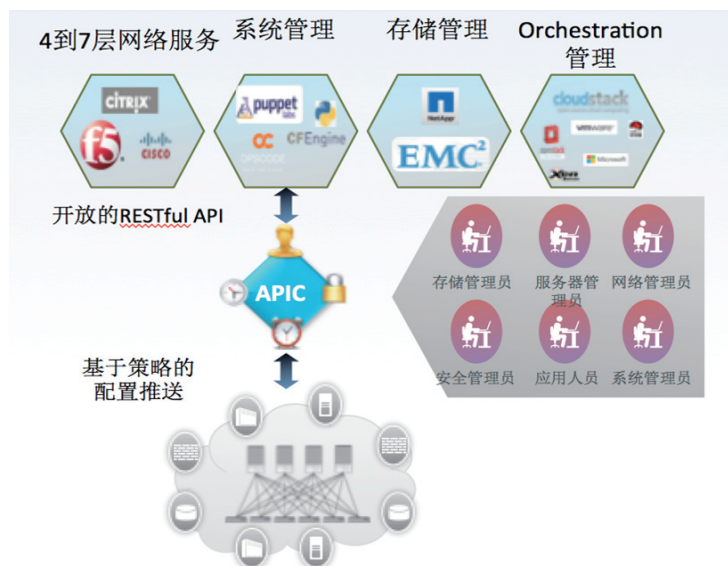 4到7层网络服务
系统管理
存储管理
Orchestration
管理
CITRIX
f5
CISCO
puppet
labs
CFEngine
OPSCODE
NetApp
EMC²
cloudstack
openstack
vmware
Microsoft
Xen
开放的RESTful API
APIC
基于策略的
配置推送
存储管理员
服务器管
理员
网络管理员
安全管理员
应用人员
系统管理员